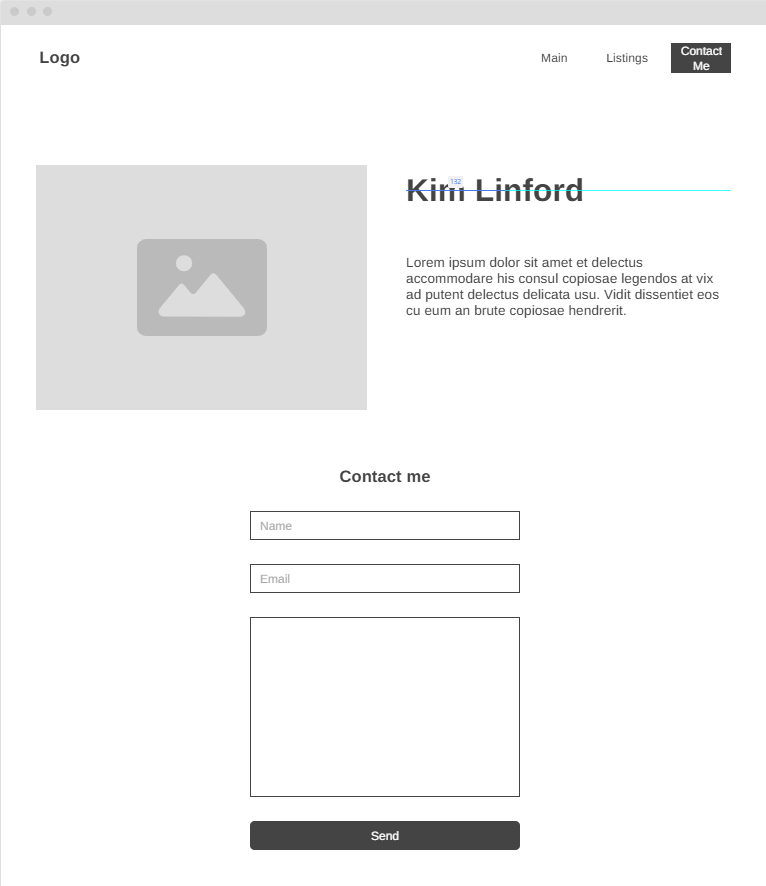 Logo
Main
Listings
Contact
Me
132
Kim Linford
Lorem ipsum dolor sit amet et delectus
accommodare his consul copiosae legendos at vix
ad putent delectus delicata usu. Vidit dissentiet eos
cu eum an brute copiosae hendrerit.
Contact me
Name
Email
Send